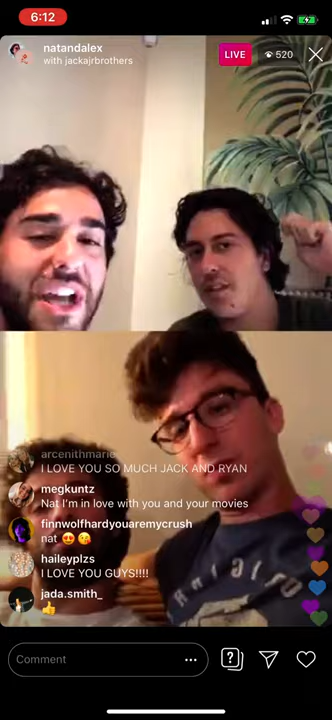 6:12
natandalex
with jackajrbrothers
LIVE
520
arcenithmarie
I LOVE YOU SO MUCH JACK AND RYAN
megkuntz
Nat I'm in love with you and your movies
finnwolfhardyouaremycrush
nat 😍😘
haileyplzs
I LOVE YOU GUYS!!!!
jada.smith_
👍
Comment